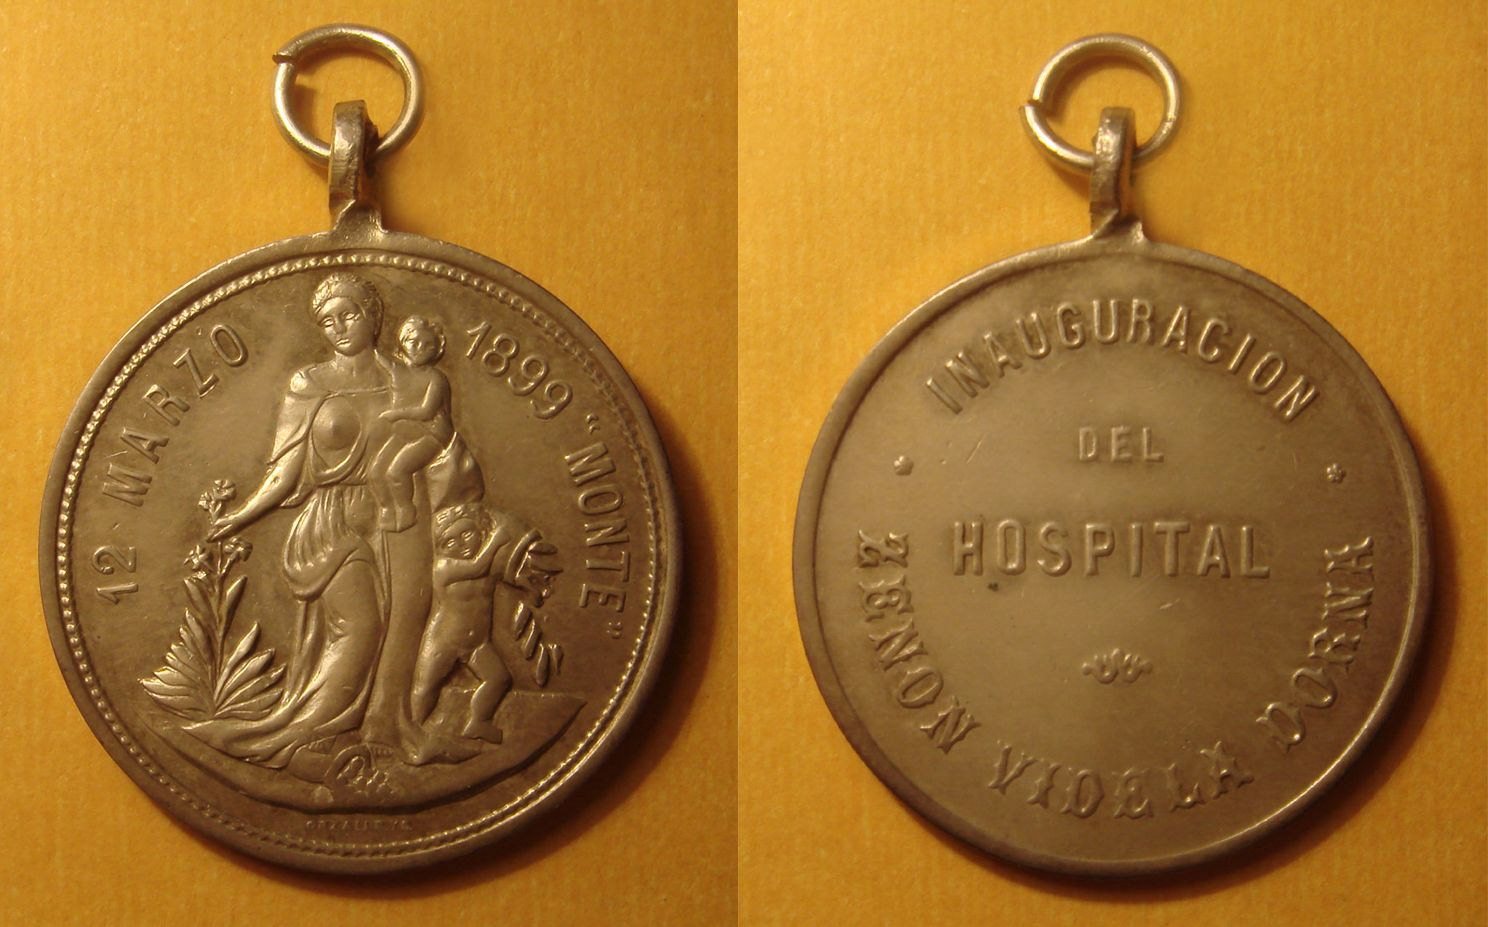 12 MARZO 1899 "MONTE"
INAUGURACION
DEL
HOSPITAL
ZENON VIDELA DORNA